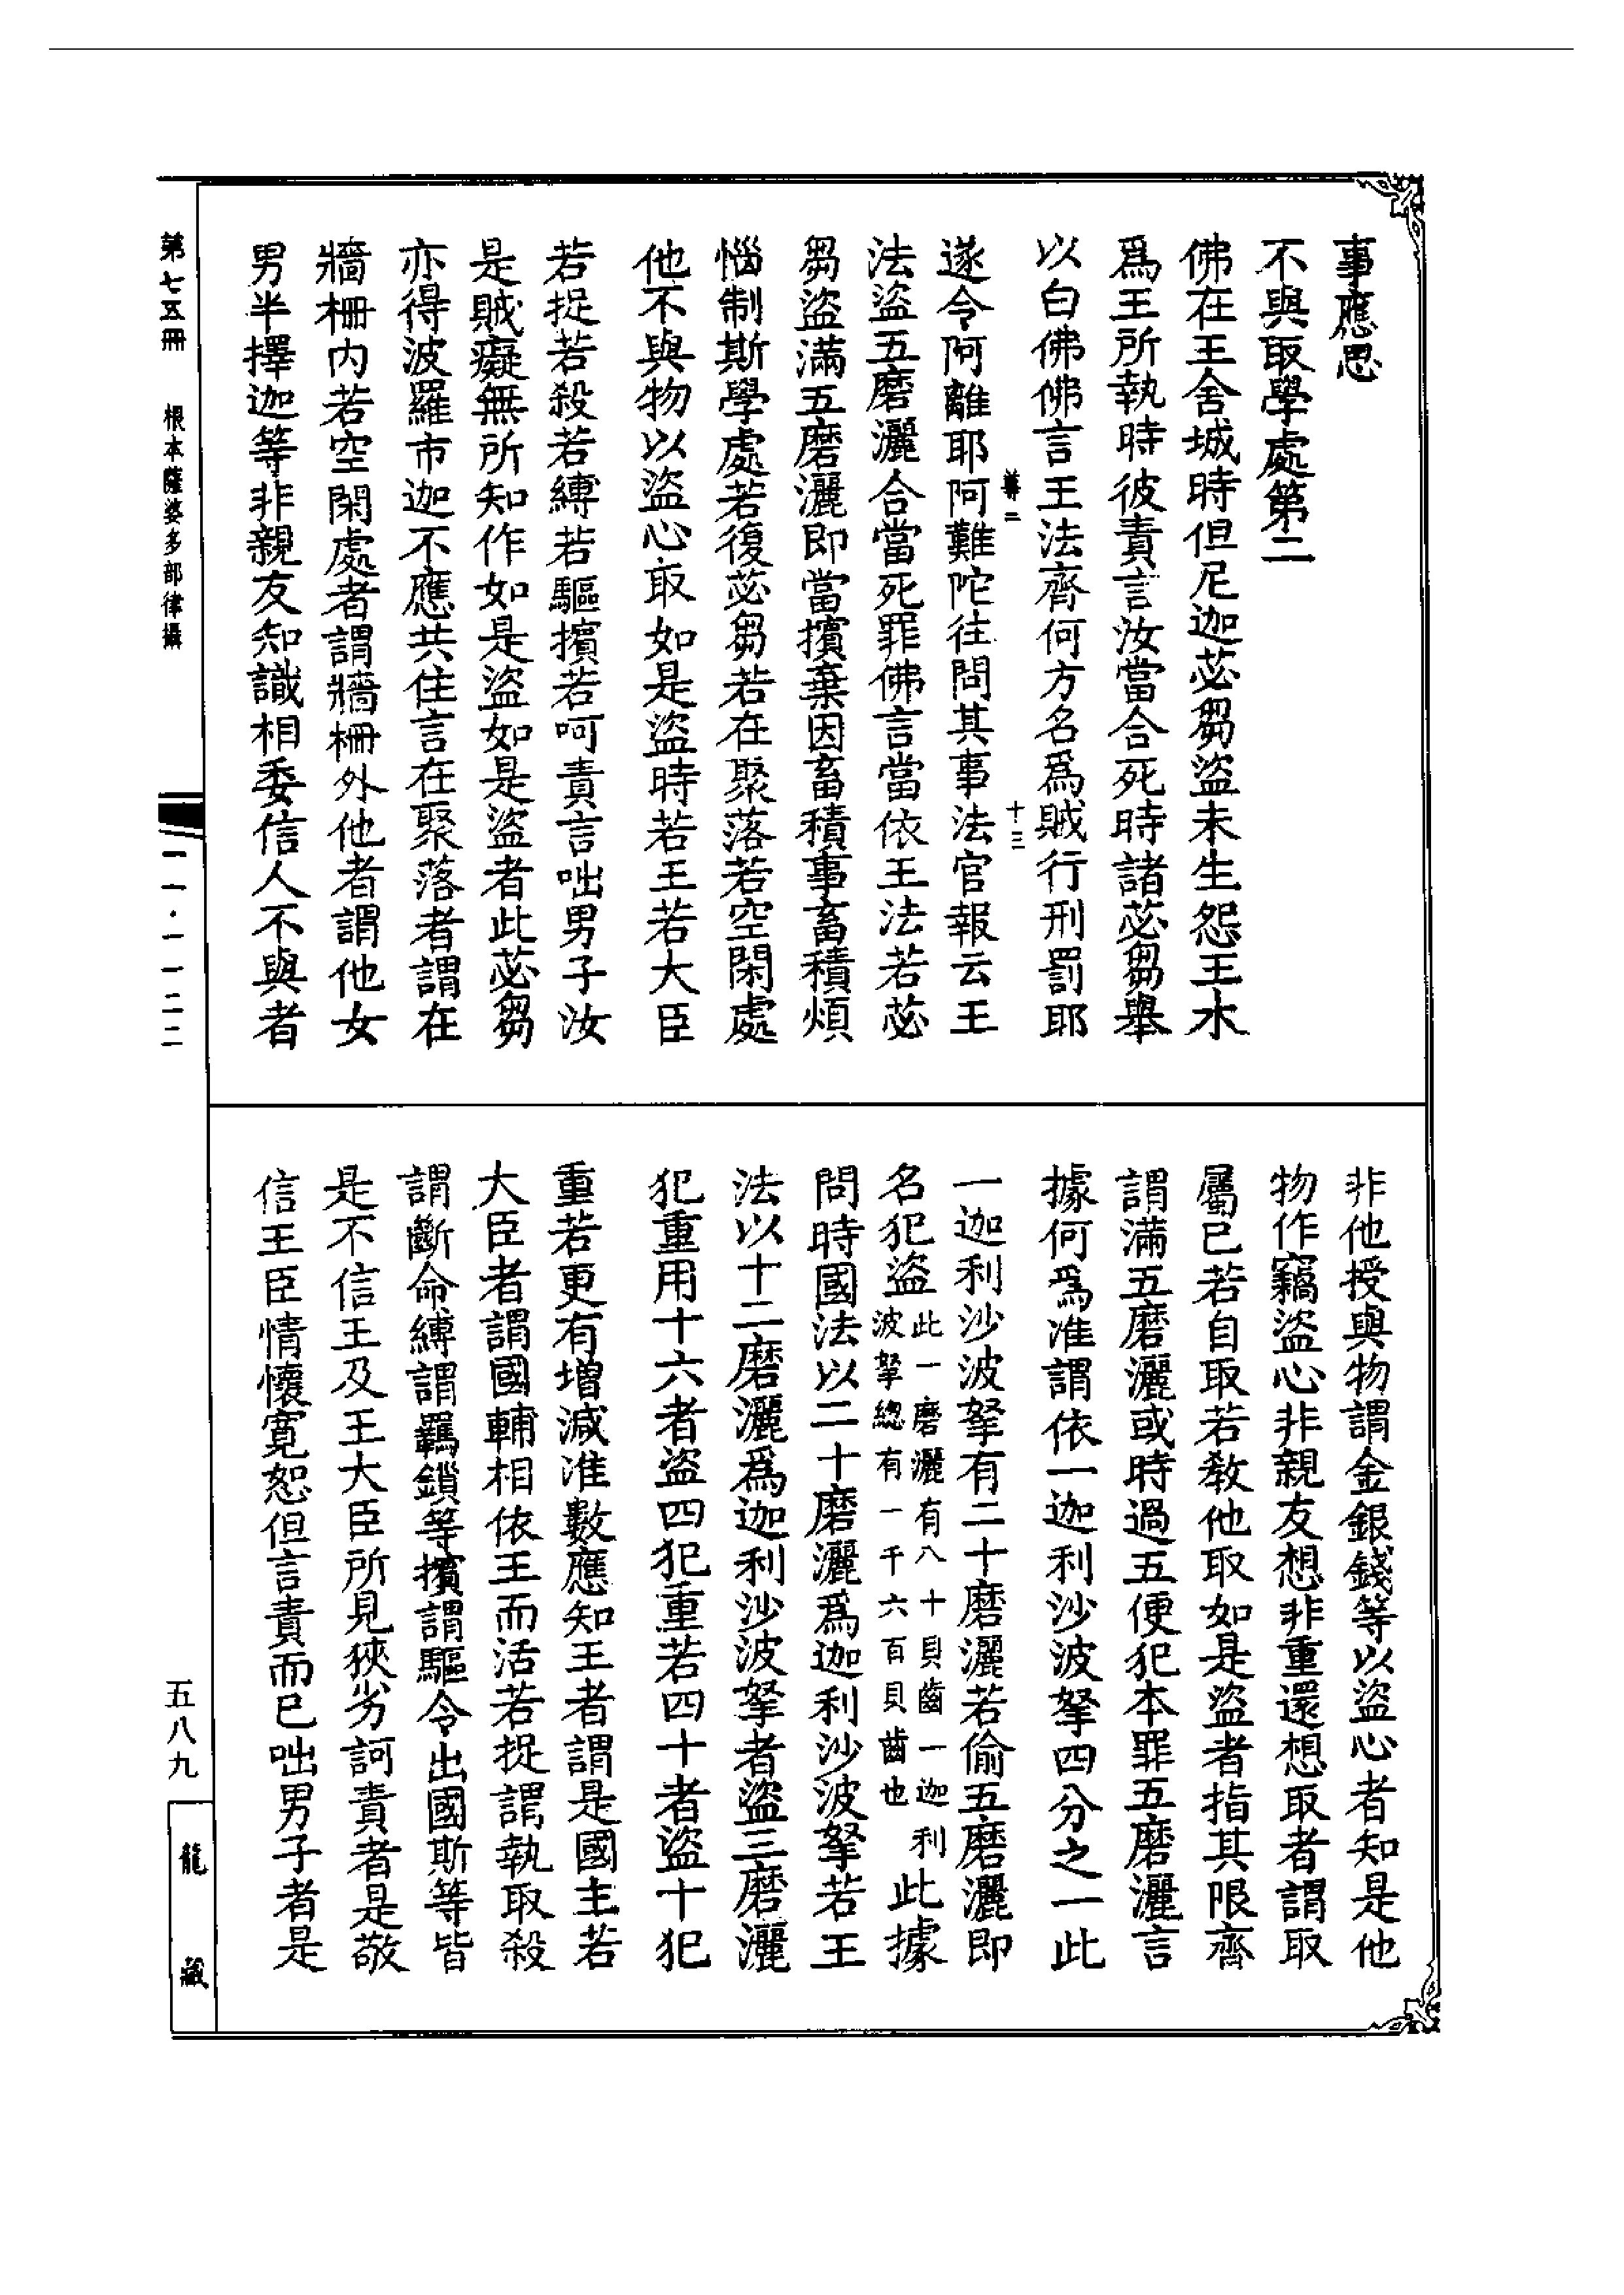 事應思
不與取學處第二
佛在王舍城時但尼迦苾芻盜未生怨王木
爲王所執時彼責言汝當合死時諸苾芻舉
以白佛佛言王法齊何方名爲賊行刑罰耶
十三
遂令阿離耶阿難陀往問其事法官報云王
法盜五磨灑合當死罪佛言當依王法若苾
芻盜滿五磨灑即當擯棄因畜積事畜積煩
惱制斯學處若復苾芻若在聚落若空閑處
他不與物以盜心取如是盜時若王若大臣
若捉若殺若縛若驅擯若呵責言咄男子汝
是賊癡無所知作如是盜如是盜者此苾芻
亦得波羅市迦不應共住言在聚落者謂在
牆柵内若空閑處者謂牆柵外他者謂他女
男半擇迦等非親友知識相委信人不與者
非他授與物謂金銀錢等以盜心者知是他
物作竊盜心非親友想非重還想取者謂取
屬已若自取若教他取如是盜者指其限齊
謂滿五磨灑或時過五便犯本罪五磨灑言
據何爲准謂依一迦利沙波拏四分之一此
一迦利沙波拏有二十磨灑若偷五磨灑即
名犯盜此一磨灑有八十貝齒一迦利波拏總有一千六百貝齒也此據
問時國法以二十磨灑爲迦利沙波拏若王
法以十二磨灑爲迦利沙波拏者盜三磨灑
犯重用十六者盜四犯重若四十者盜十犯
重若更有增減准數應知王者謂是國主若
大臣者謂國輔相依王而活若捉謂執取殺
謂斷命縛謂羈鎖等擯謂驅令出國斯等皆
是不信王及王大臣所見狹劣訶責者是敬
信王臣情懷寬恕但言責而已咄男子者是
第七五冊 根本薩婆多部律攝
一一·一一二二
五八九
龍藏